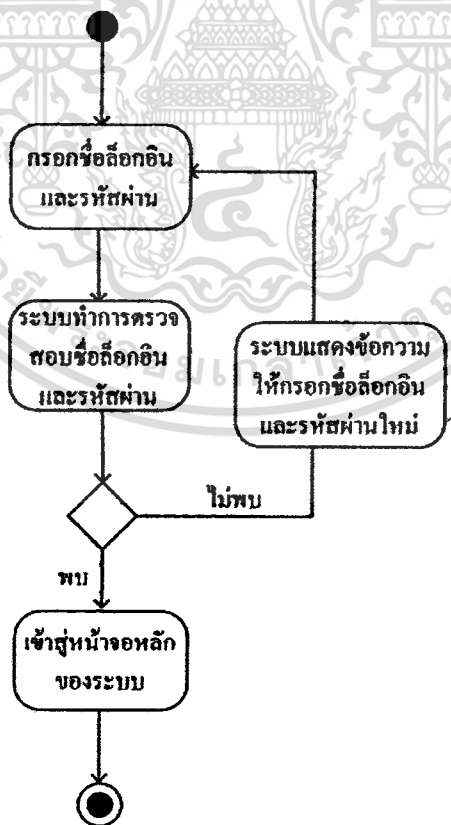 กรอกชื่อล็อกอิน
และรหัสผ่าน
ระบบทำการตรวจ
สอบชื่อล็อกอิน
และรหัสผ่าน
ระบบแสดงข้อความ
ให้กรอกชื่อล็อกอิน
และรหัสผ่านใหม่
ไม่พบ
พบ
เข้าสู่หน้าจอหลัก
ของระบบ